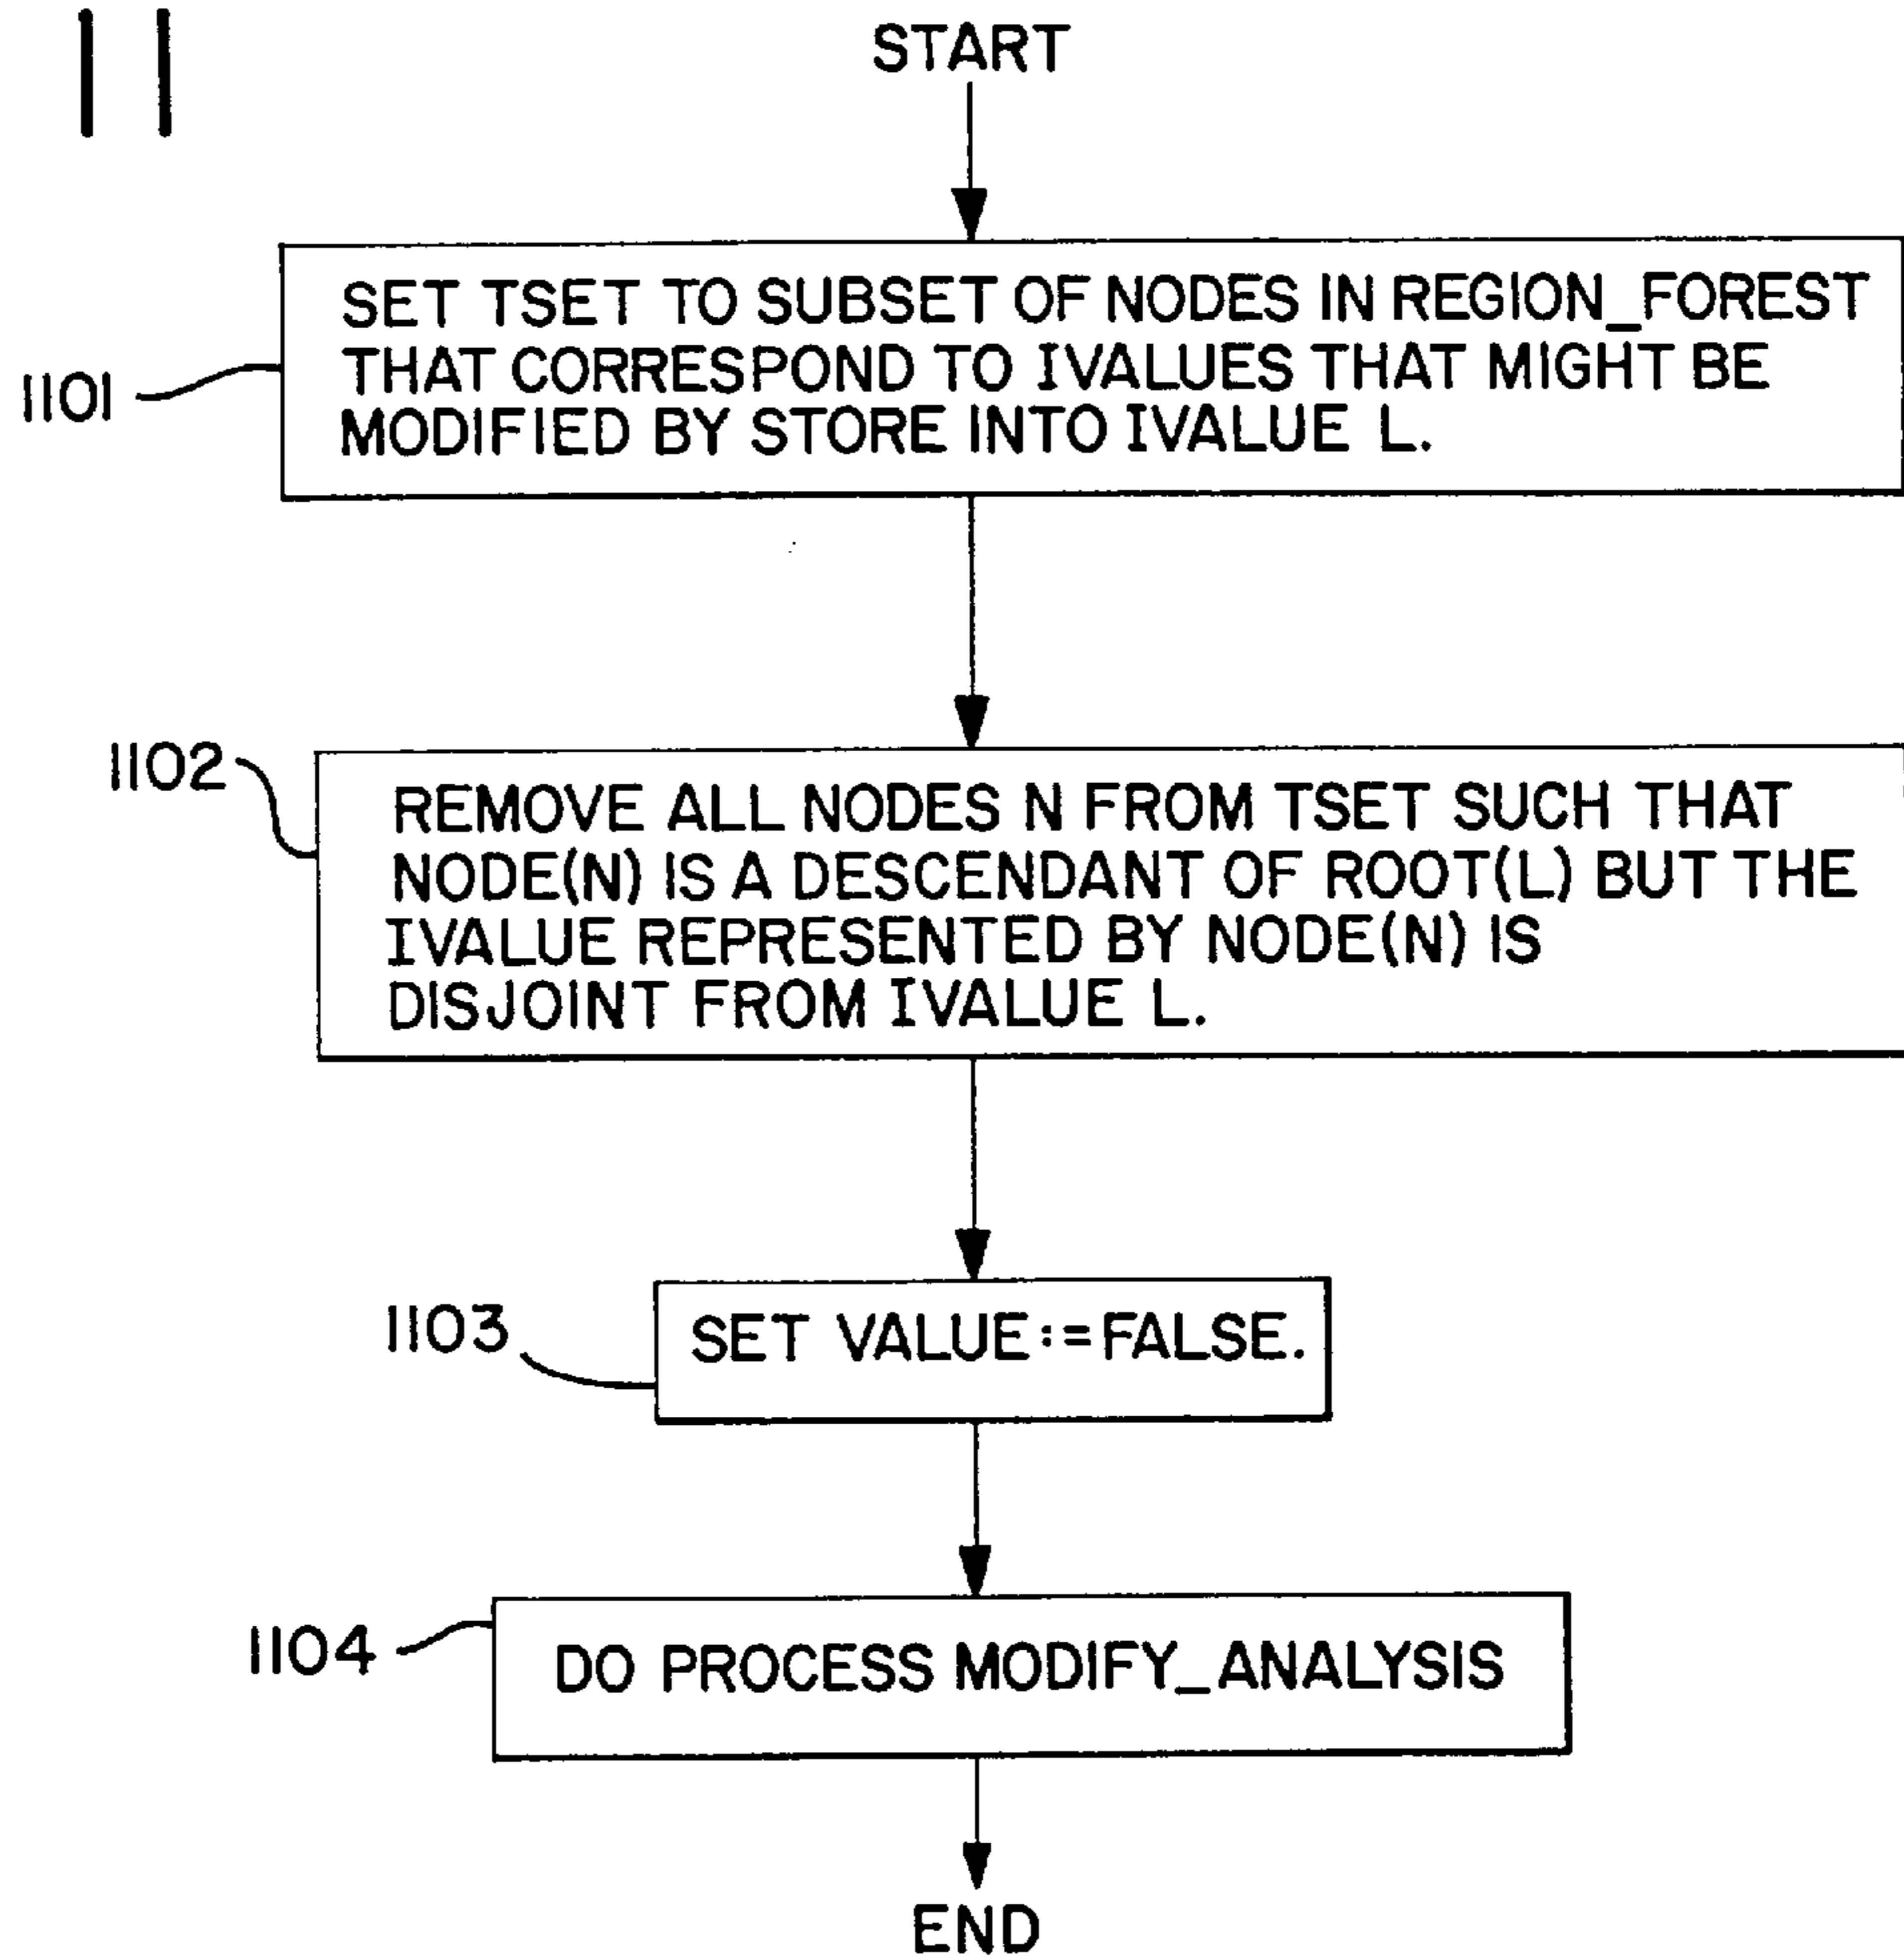 11
START
1101
SET TSET TO SUBSET OF NODES IN REGION_FOREST
THAT CORRESPOND TO IVALUES THAT MIGHT BE
MODIFIED BY STORE INTO IVALUE L.
1102
REMOVE ALL NODES N FROM TSET SUCH THAT
NODE(N) IS A DESCENDANT OF ROOT(L) BUT THE
IVALUE REPRESENTED BY NODE(N) IS
DISJOINT FROM IVALUE L.
1103
SET VALUE:=FALSE.
1104
DO PROCESS MODIFY_ANALYSIS
END